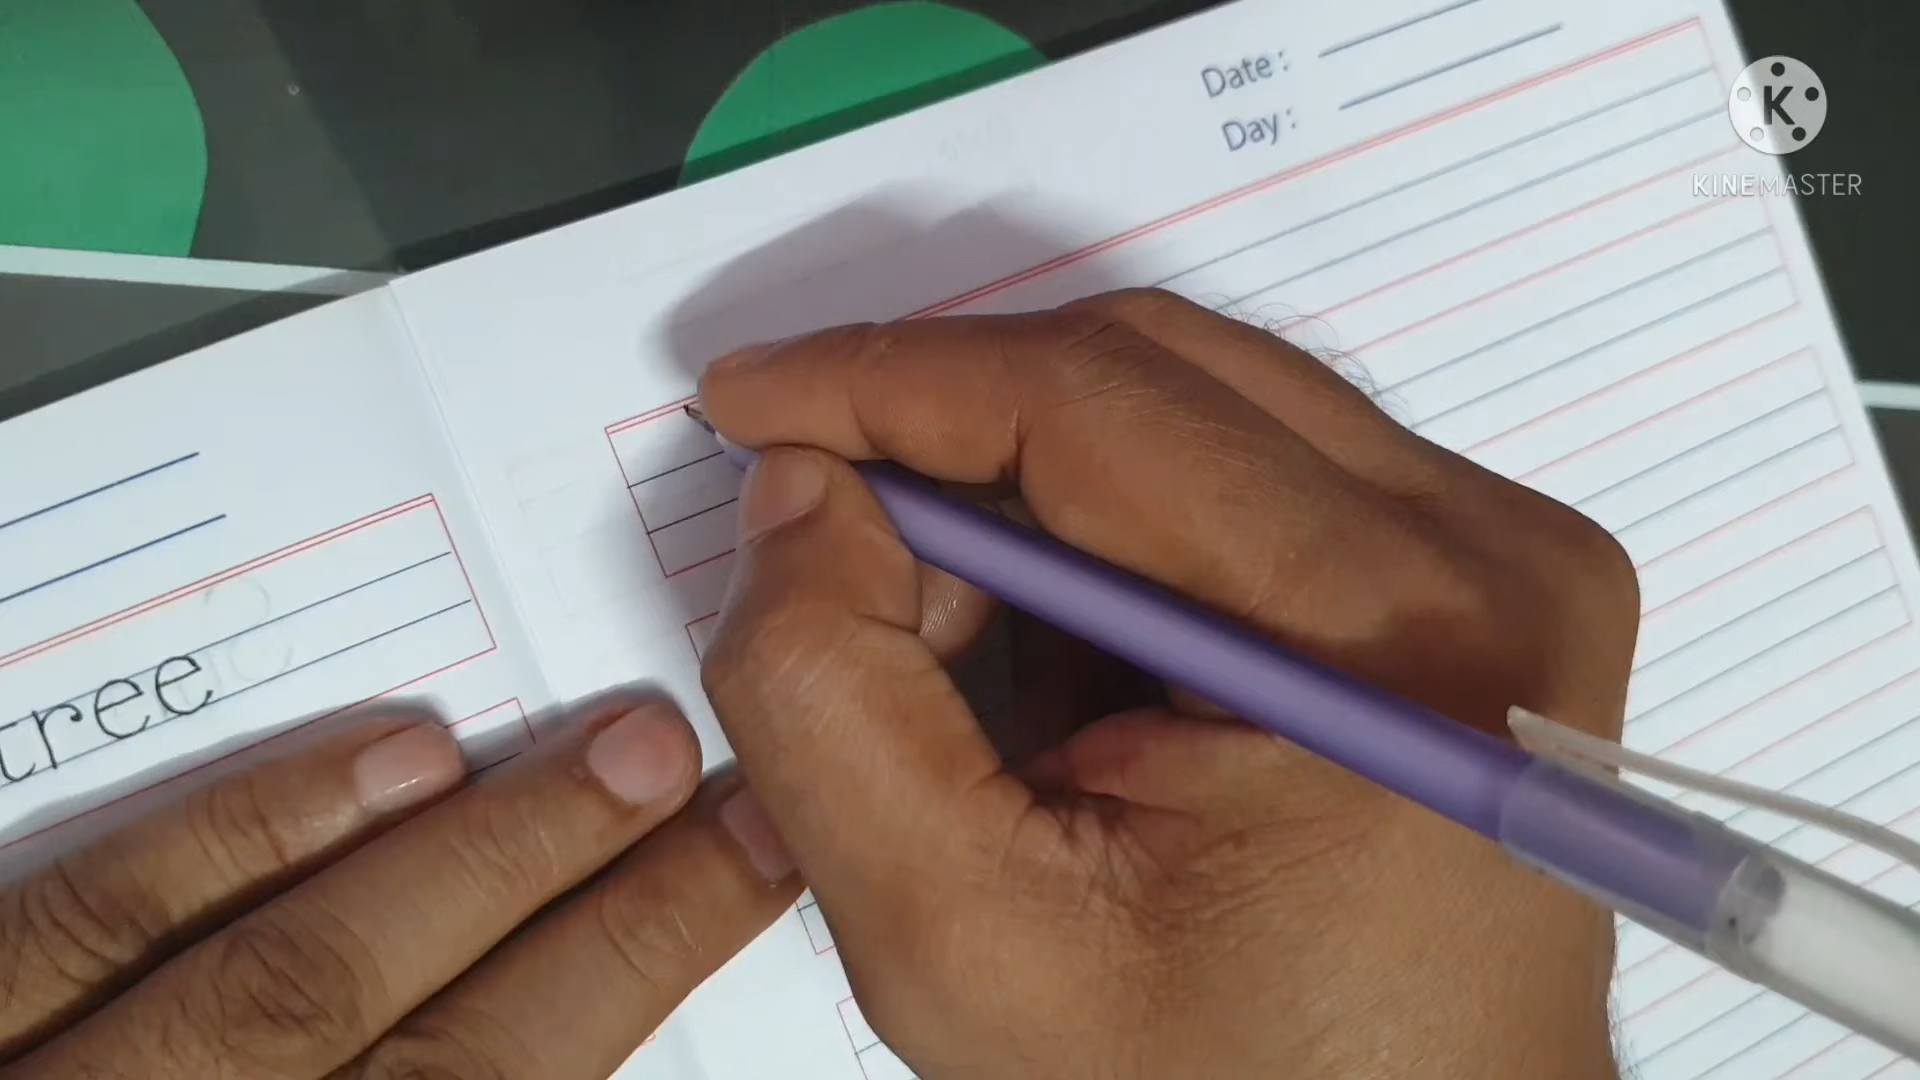 Date :
Day :
K
KINEMASTER
tree